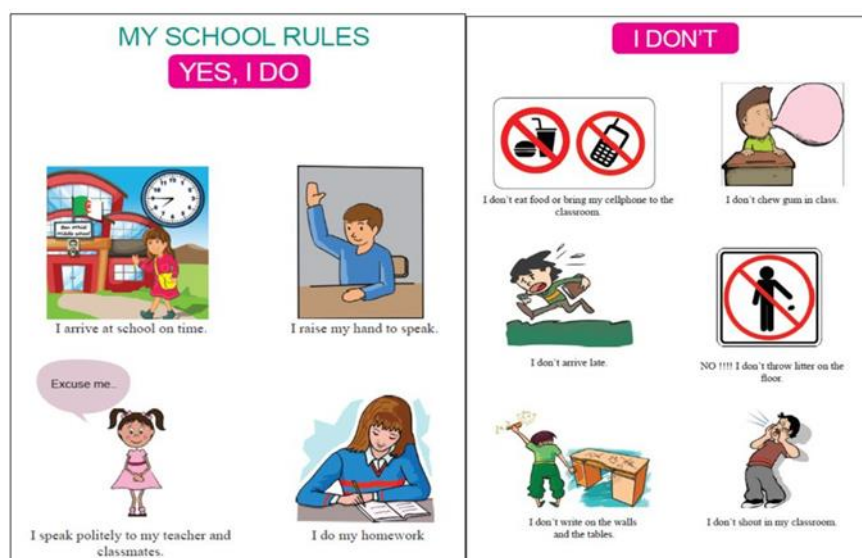 MY SCHOOL RULES
YES, I DO
I arrive at school on time.
I raise my hand to speak.
Excuse me...
I speak politely to my teacher and
classmates.
I do my homework
I DON'T
I don't eat food or bring my cellphone to the
classroom.
I don't chew gum in class.
I don't arrive late.
NO !!!! I don't throw litter on the
floor.
I don't write on the walls
and the tables.
I don't shout in my classroom.